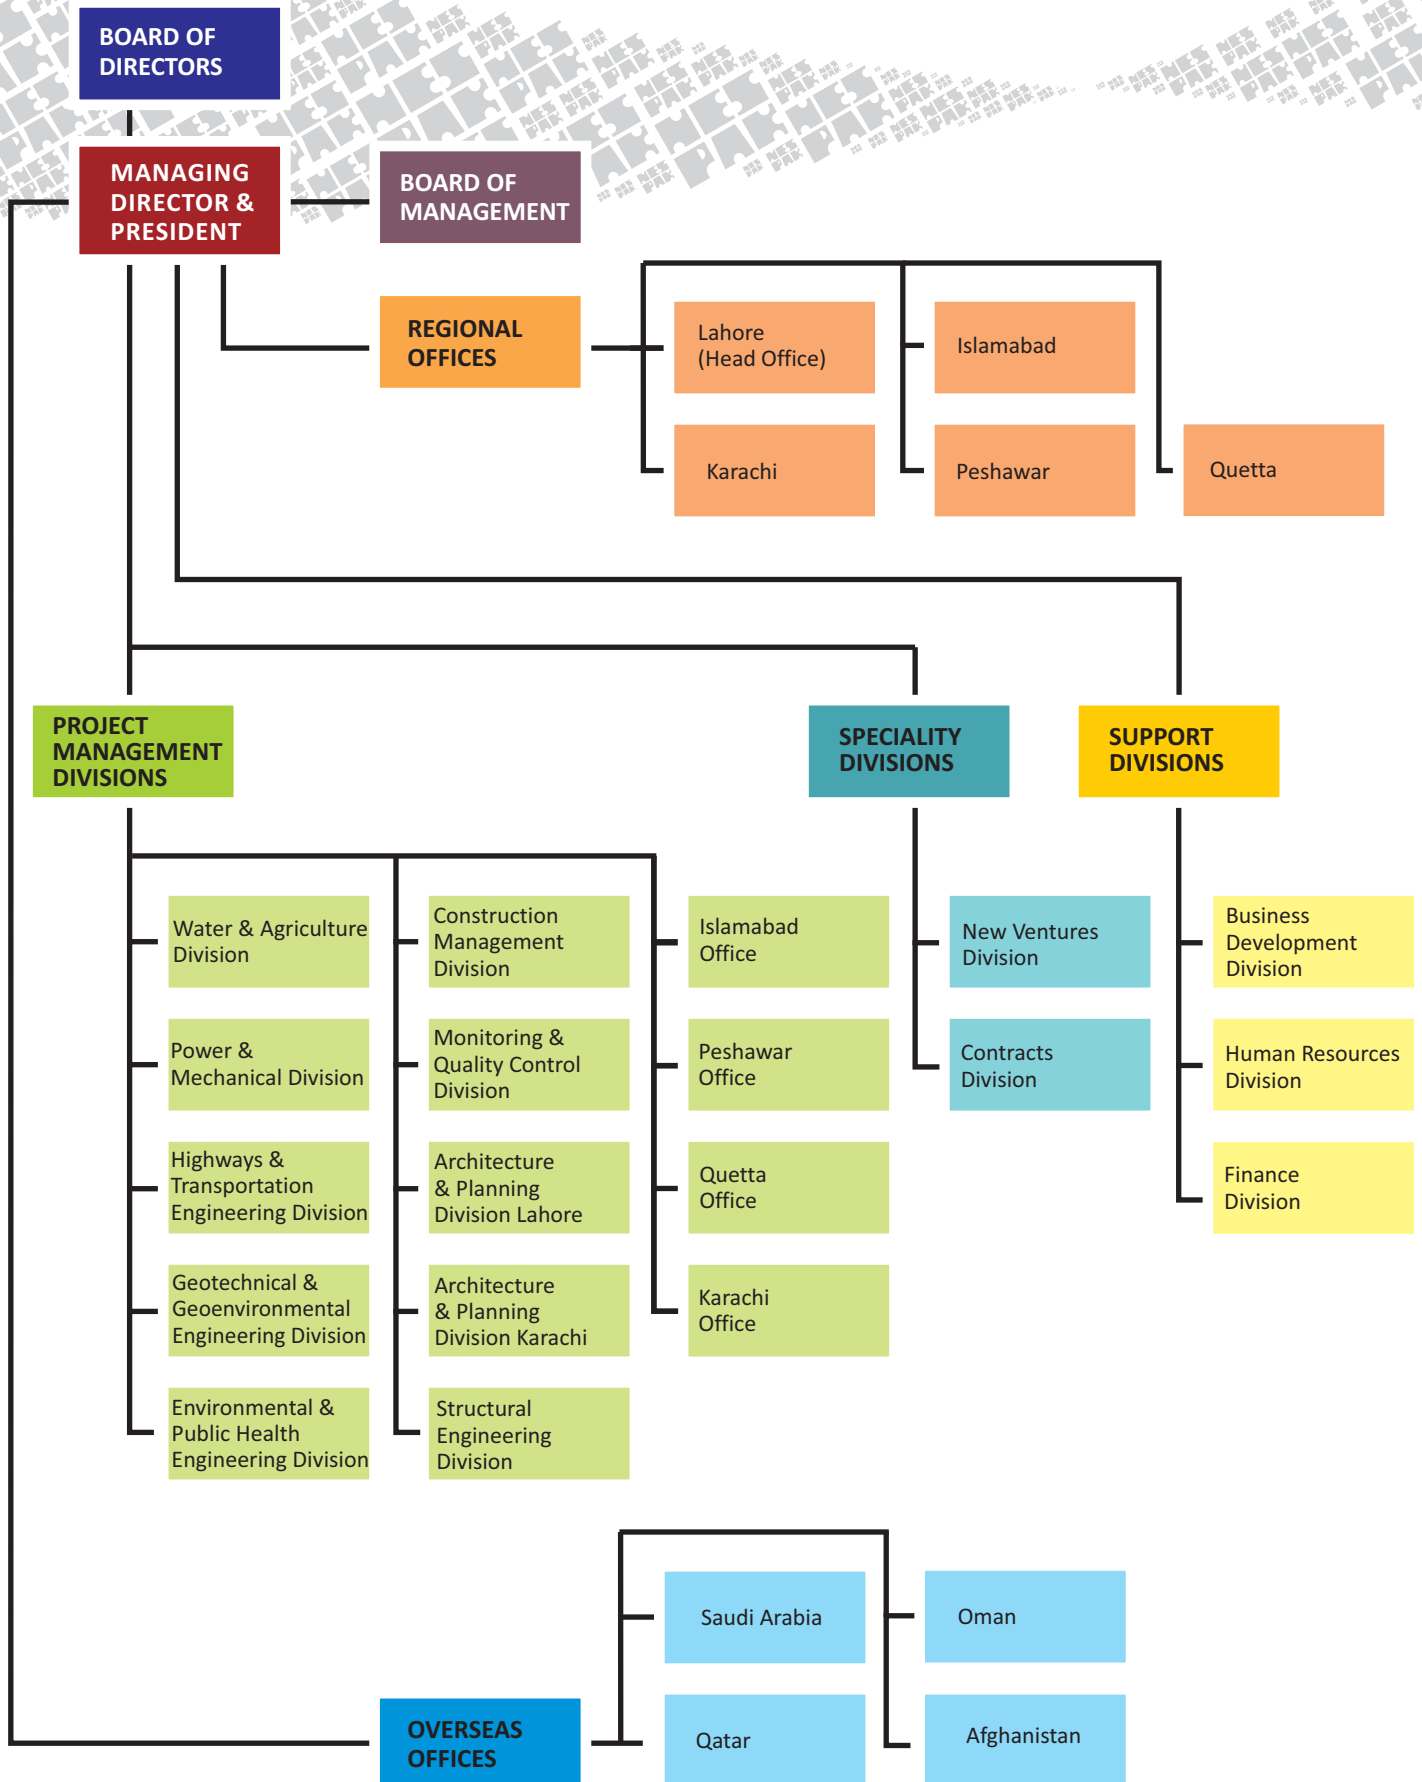 BOARD OF
DIRECTORS
MANAGING
DIRECTOR &
PRESIDENT
BOARD OF
MANAGEMENT
REGIONAL
OFFICES
Lahore
(Head Office)
Islamabad
Karachi
Peshawar
Quetta
PROJECT
MANAGEMENT
DIVISIONS
SPECIALITY
DIVISIONS
SUPPORT
DIVISIONS
Water & Agriculture
Division
Power &
Mechanical Division
Highways &
Transportation
Engineering Division
Geotechnical &
Geoenvironmental
Engineering Division
Environmental &
Public Health
Engineering Division
Construction
Management
Division
Monitoring &
Quality Control
Division
Architecture
& Planning
Division Lahore
Architecture
& Planning
Division Karachi
Structural
Engineering
Division
Islamabad
Office
Peshawar
Office
Quetta
Office
Karachi
Office
New Ventures
Division
Contracts
Division
Business
Development
Division
Human Resources
Division
Finance
Division
OVERSEAS
OFFICES
Saudi Arabia
Oman
Qatar
Afghanistan